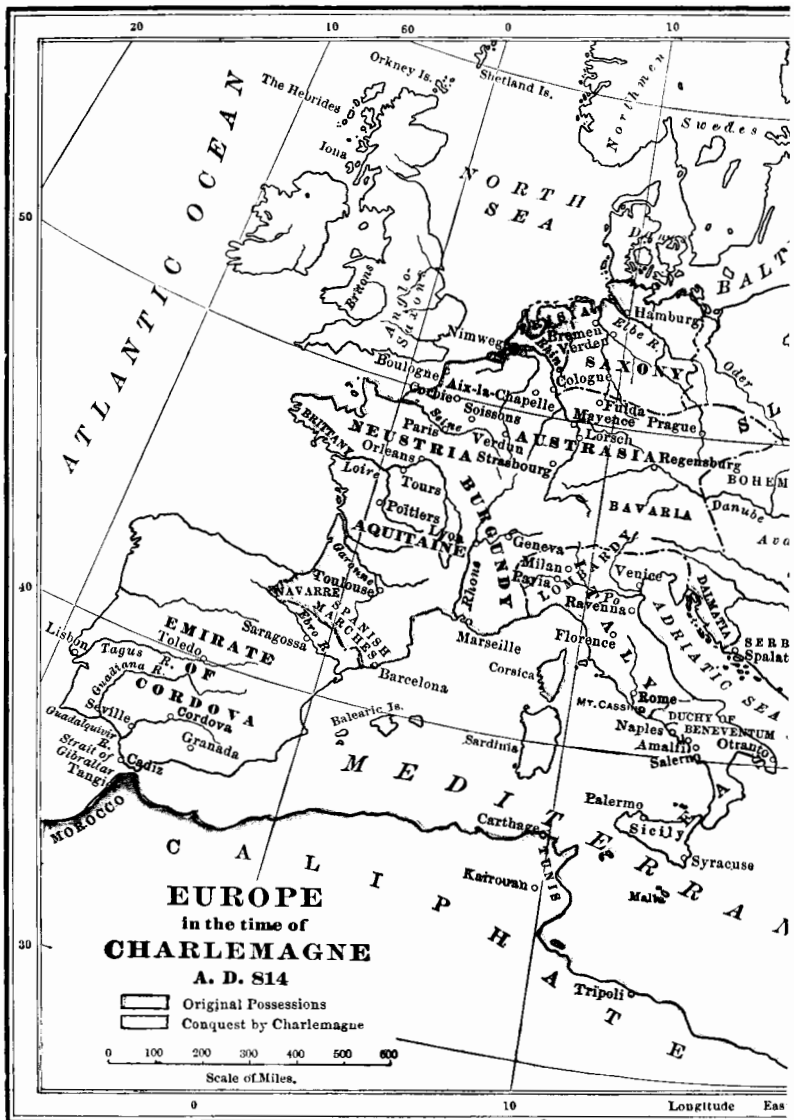 20
10
60
0
10
Orkney Is.
Shetland Is.
The Hebrides
Iona
Northmen
Swedes
ATLANTIC OCEAN
NORTH
SEA
50
Britons
Anglo-
Saxons
BALT
Hamburg
Bremen
Verden
Elbe R.
Nimweg
Rhine
SAXONY
Oder
Boulogne
Aix-la-Chapelle
Cologne
Corbie
Soissons
Fulda
Mayence
Prague
Seine
Paris
Verdun
Lorsch
BRITTANY
NEUSTRIA
AUSTRASIA
Regensburg
Orleans
Strasbourg
BOHEM
Loire
Tours
Poitiers
BURGUNDY
BAVARIA
Danube
Lyon
AQUITAINE
Geneva
Milan
Pavia
LOMBARDY
Venice
Ava
Garonne
Toulouse
Rhone
Po
Ravenna
DALMATIA
40
NAVARRE
SPANISH
MARCHES
Ebro R.
Saragossa
Marseille
Florence
ITALY
ADRIATIC SEA
SERB
Spalat
Lisbon
Tagus R.
Toledo
EMIRATE
OF
CORDOVA
Guadiana R.
Barcelona
Corsica
MT. CASSINO
Rome
DUCHY OF
BENEVENTUM
Seville
Cordova
Balearic Is.
Naples
Guadalquivir
R.
Granada
Sardinia
Amalfi
Otranto
Salerno
Strait of
Gibraltar
Cadiz
Tangi
MEDITERRAN
MOROCCO
Palermo
Sicily
Carthage
Syracuse
TUNIS
CALIPHATE
Kairouan
Malta
30
Tripoli
EUROPE
in the time of
CHARLEMAGNE
A. D. 814
Original Possessions
Conquest by Charlemagne
0 100 200 300 400 500 600
Scale of Miles.
0
10
Longitude Eas